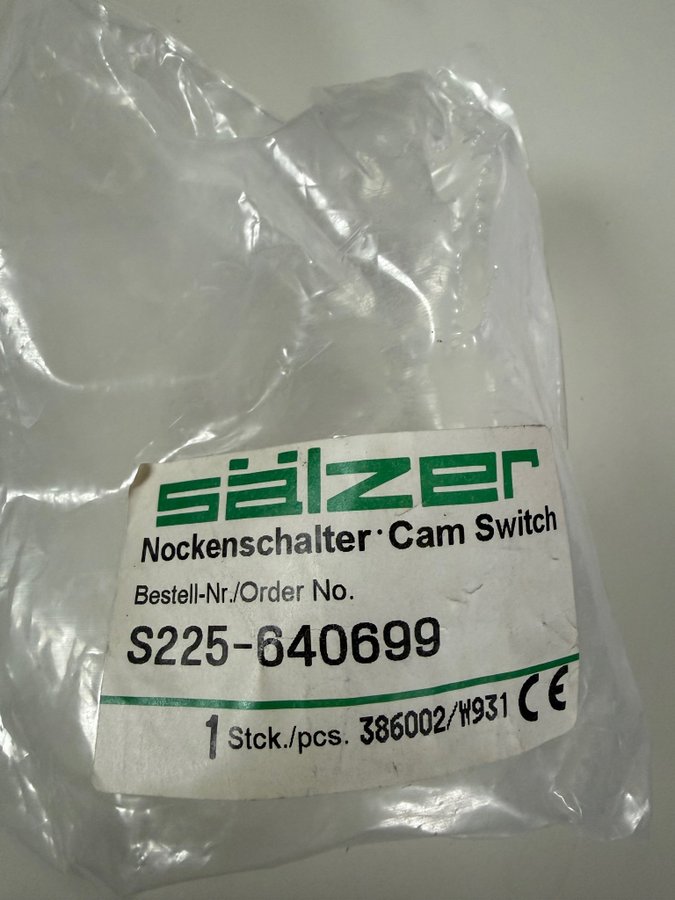 sälzer
Nockenschalter · Cam Switch
Bestell-Nr./Order No.
S225-640699
1 Stck./pcs. 386002/W931 CE